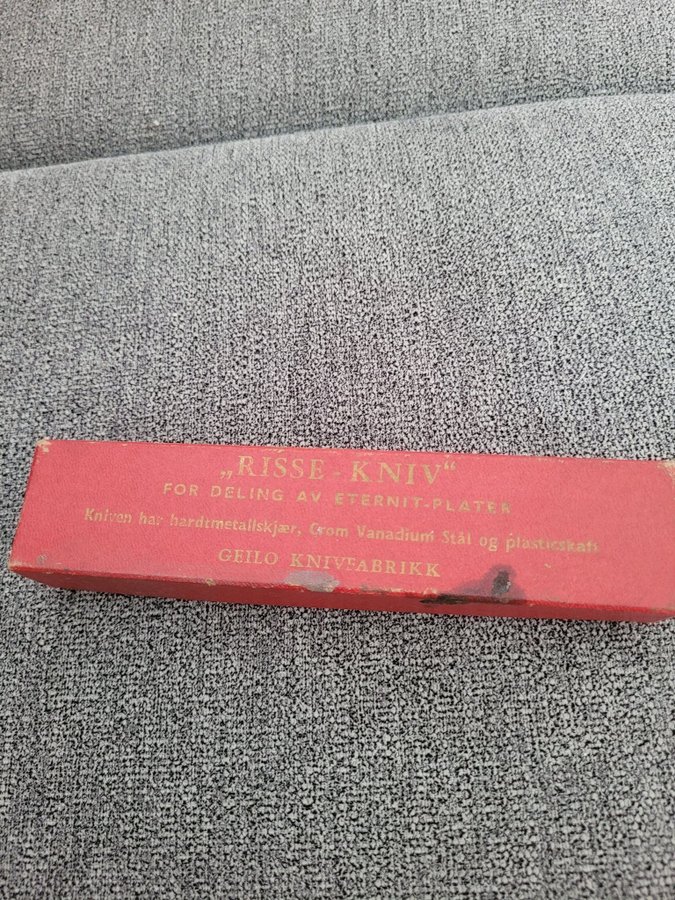 „RISSE - KNIV“
FOR DELING AV ETERNIT-PLATER
Kniven har hardtmetallskjær, Crom Vanadium Stål og plasticskaft
GEILO KNIVFABRIKK